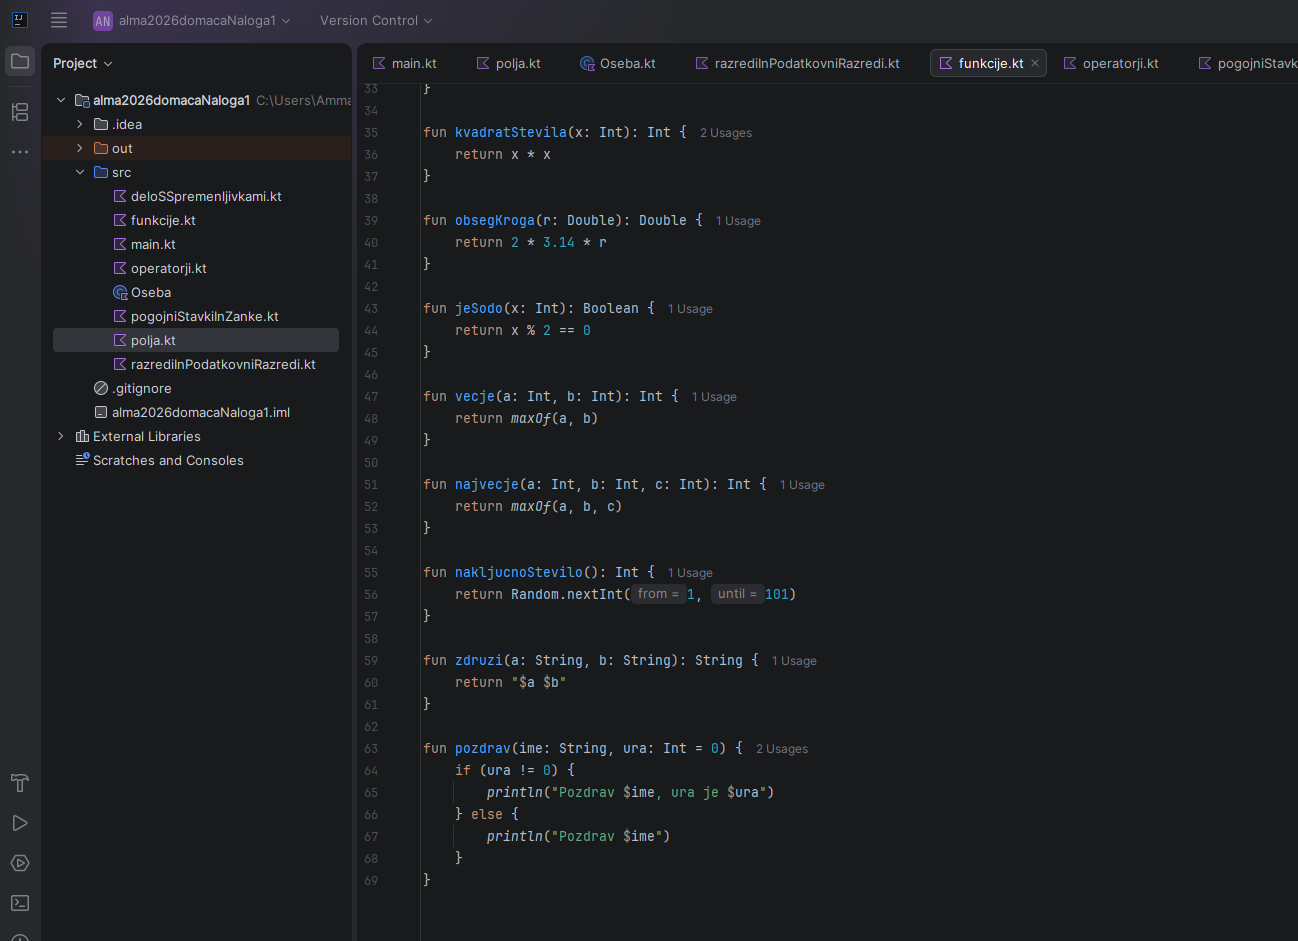 IJ
AN alma2026domacaNaloga1 Version Control
Project
alma2026domacaNaloga1 C:\Users\Amma
.idea
out
src
deloSSpremenljivkami.kt
funkcije.kt
main.kt
operatorji.kt
Oseba
pogojniStavkiInZanke.kt
polja.kt
razrediInPodatkovniRazredi.kt
.gitignore
alma2026domacaNaloga1.iml
External Libraries
Scratches and Consoles
main.kt polja.kt Oseba.kt razrediInPodatkovniRazredi.kt funkcije.kt operatorji.kt pogojniStavk
33 }
34
35 fun kvadratStevila(x: Int): Int { 2 Usages
36 return x * x
37 }
38
39 fun obsegKroga(r: Double): Double { 1 Usage
40 return 2 * 3.14 * r
41 }
42
43 fun jeSodo(x: Int): Boolean { 1 Usage
44 return x % 2 == 0
45 }
46
47 fun vecje(a: Int, b: Int): Int { 1 Usage
48 return maxOf(a, b)
49 }
50
51 fun najvecje(a: Int, b: Int, c: Int): Int { 1 Usage
52 return maxOf(a, b, c)
53 }
54
55 fun nakljucnoStevilo(): Int { 1 Usage
56 return Random.nextInt( from = 1, until = 101)
57 }
58
59 fun zdruzi(a: String, b: String): String { 1 Usage
60 return "$a $b"
61 }
62
63 fun pozdrav(ime: String, ura: Int = 0) { 2 Usages
64 if (ura != 0) {
65 println("Pozdrav $ime, ura je $ura")
66 } else {
67 println("Pozdrav $ime")
68 }
69 }